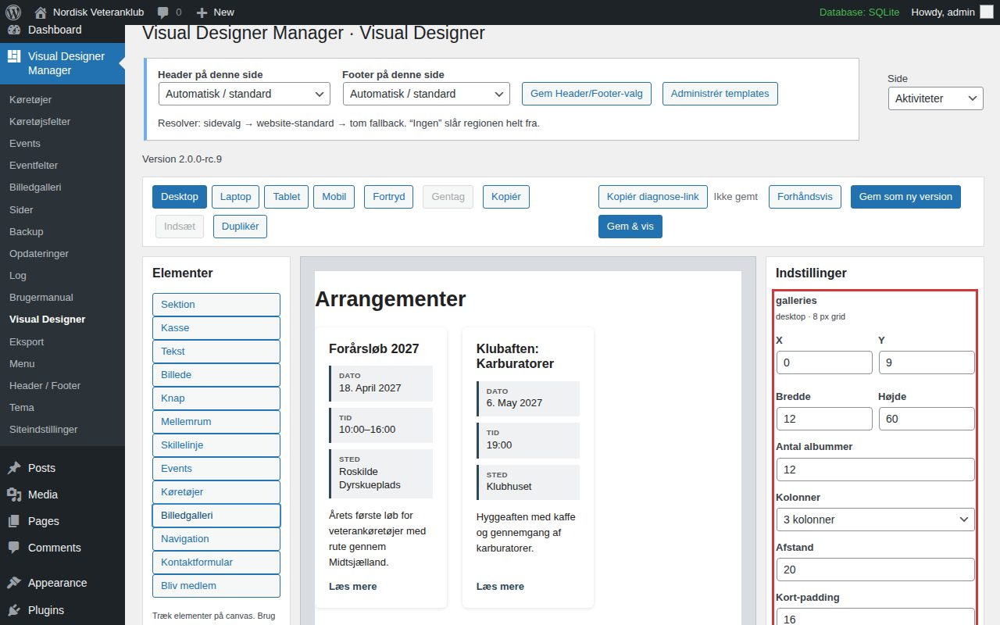 Nordisk Veteranklub
0
New
Database: SQLite
Howdy, admin
Dashboard
Visual Designer
Manager
Køretøjer
Køretøjsfelter
Events
Eventfelter
Billedgalleri
Sider
Backup
Opdateringer
Log
Brugermanual
Visual Designer
Eksport
Menu
Header / Footer
Tema
Siteindstillinger
Posts
Media
Pages
Comments
Appearance
Plugins
Visual Designer Manager · Visual Designer
Header på denne side
Footer på denne side
Automatisk / standard
Automatisk / standard
Gem Header/Footer-valg
Administrér templates
Resolver: sidevalg → website-standard → tom fallback. “Ingen” slår regionen helt fra.
Side
Aktiviteter
Version 2.0.0-rc.9
Desktop
Laptop
Tablet
Mobil
Fortryd
Gentag
Kopiér
Indsæt
Duplikér
Kopiér diagnose-link
Ikke gemt
Forhåndsvis
Gem som ny version
Gem & vis
Elementer
Sektion
Kasse
Tekst
Billede
Knap
Mellemrum
Skillelinje
Events
Køretøjer
Billedgalleri
Navigation
Kontaktformular
Bliv medlem
Træk elementer på canvas. Brug
Arrangementer
Forårsløb 2027
DATO
18. April 2027
TID
10:00–16:00
STED
Roskilde
Dyrskueplads
Årets første løb for
veterankøretøjer med
rute gennem
Midtsjælland.
Læs mere
Klubaften:
Karburatorer
DATO
6. May 2027
TID
19:00
STED
Klubhuset
Hyggeaften med kaffe
og gennemgang af
karburatorer.
Læs mere
Indstillinger
galleries
desktop · 8 px grid
X
Y
0
9
Bredde
Højde
12
60
Antal albummer
12
Kolonner
3 kolonner
Afstand
20
Kort-padding
16